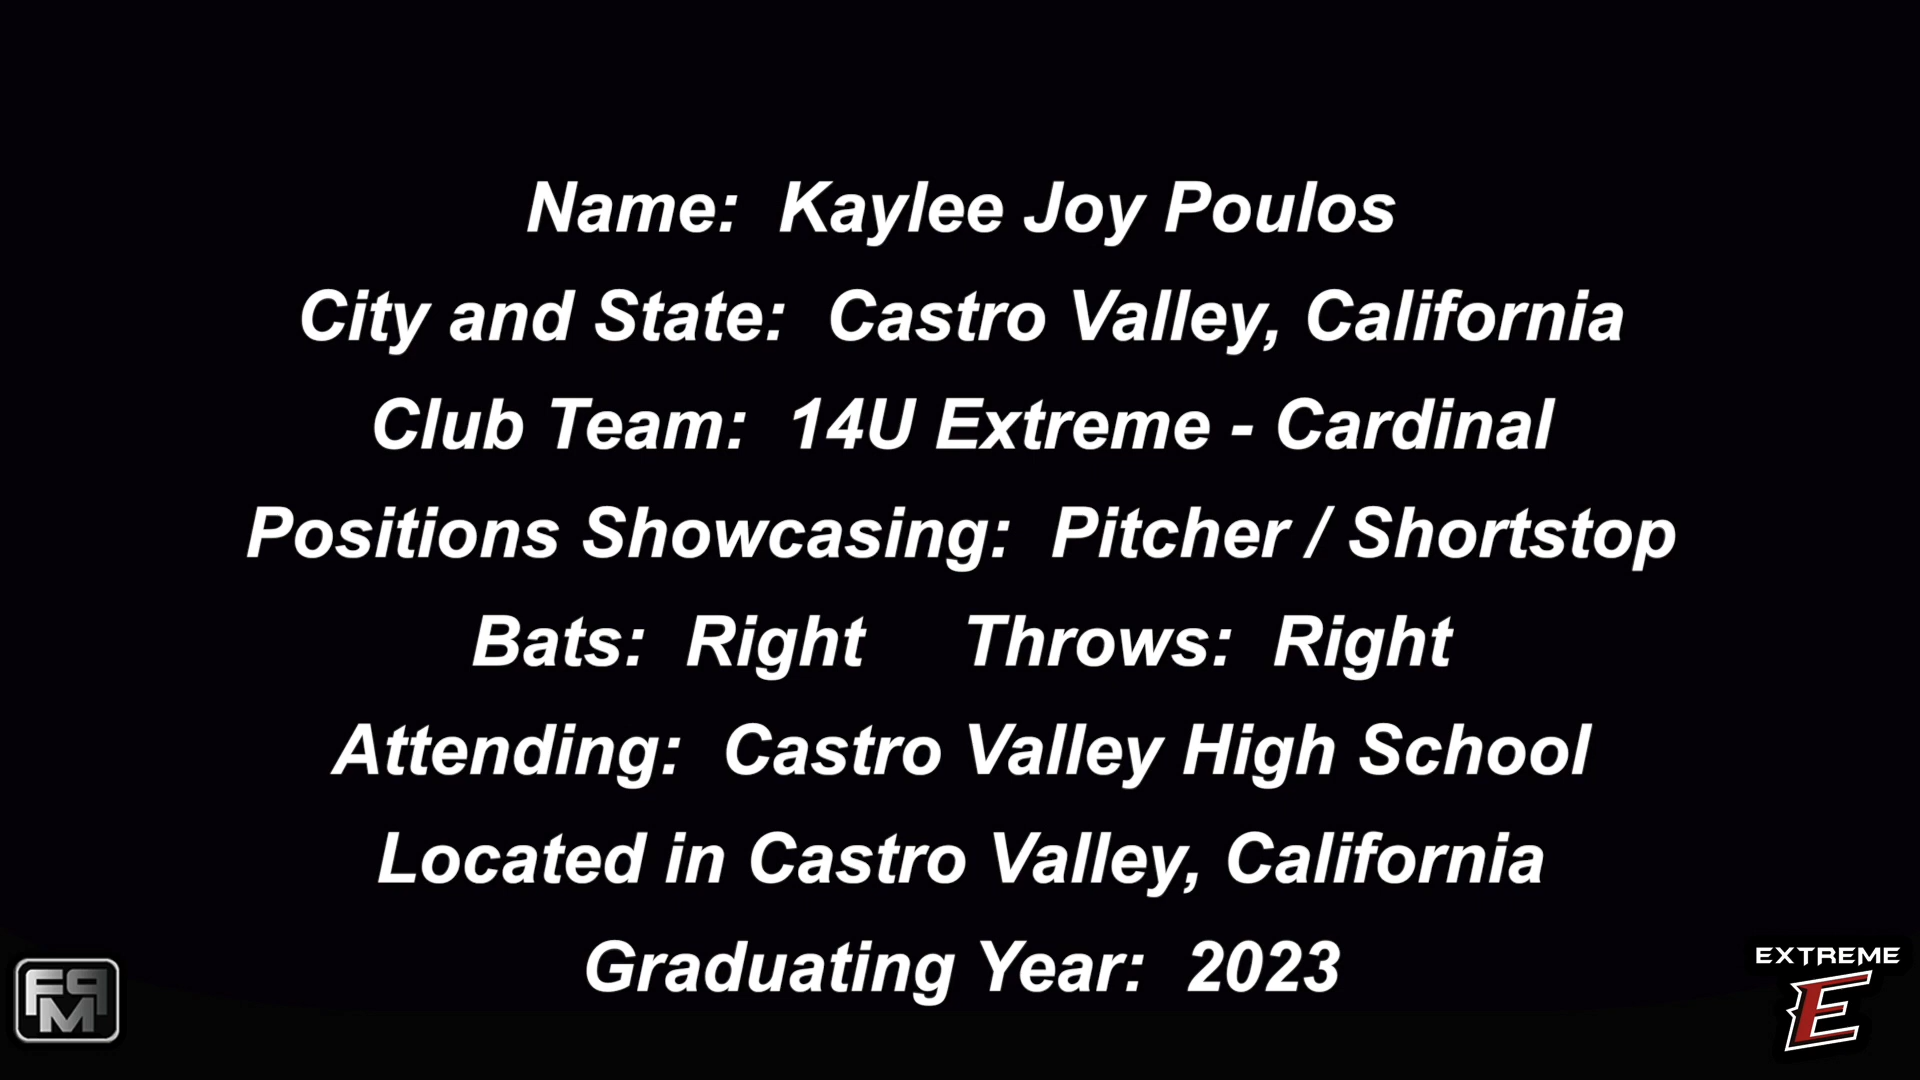 Name: Kaylee Joy Poulos
City and State: Castro Valley, California
Club Team: 14U Extreme - Cardinal
Positions Showcasing: Pitcher / Shortstop
Bats: Right Throws: Right
Attending: Castro Valley High School
Located in Castro Valley, California
Graduating Year: 2023
FPM
EXTREME
E